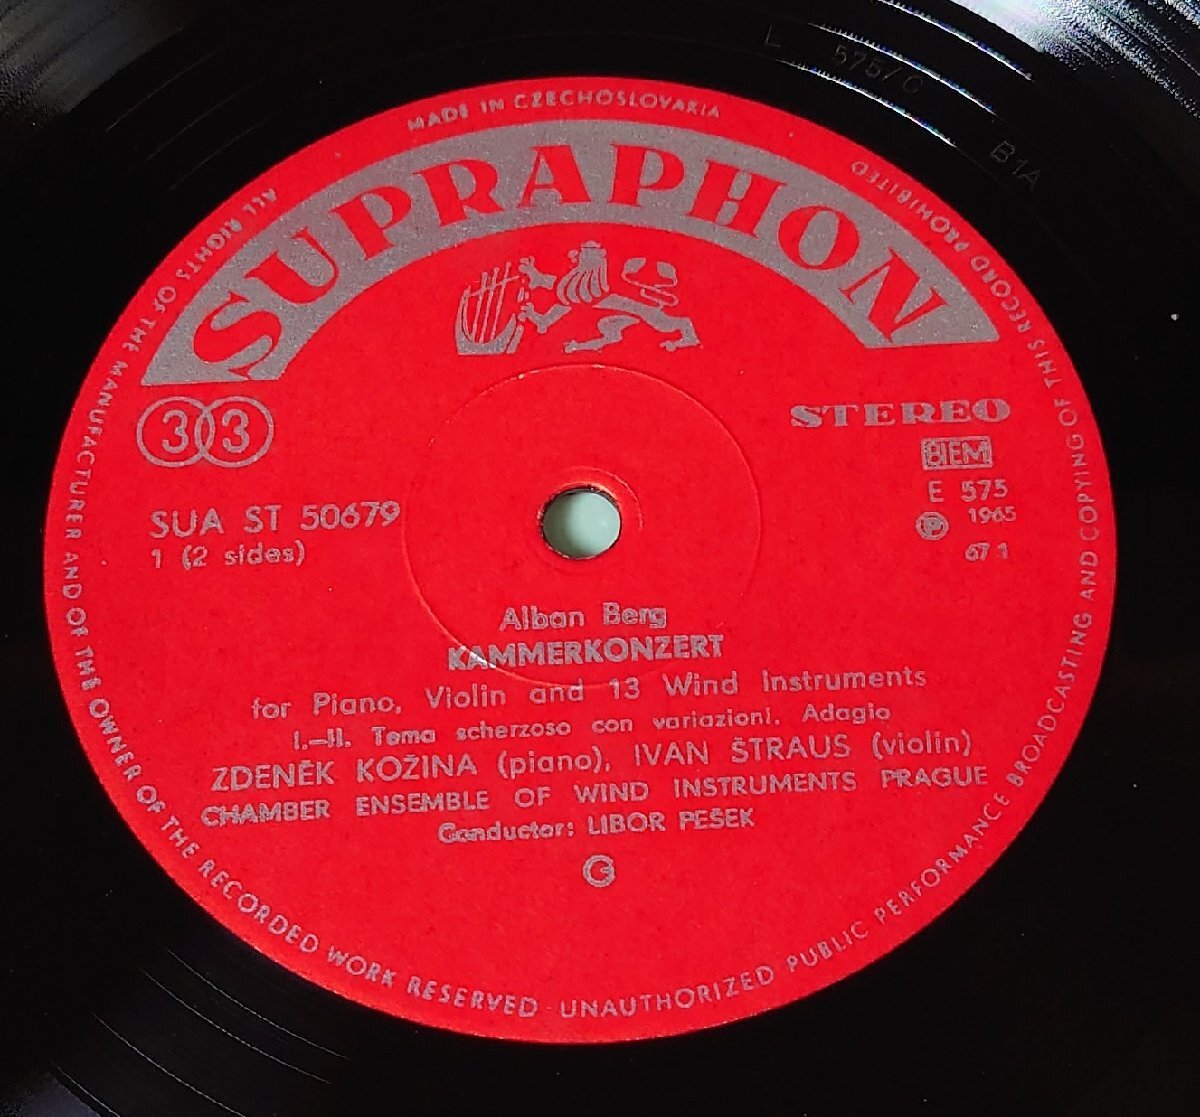 L 575/C B1A
MADE IN CZECHOSLOVAKIA
ALL RIGHTS OF THE MANUFACTURER AND OF THE OWNER OF THE RECORDED WORK RESERVED · UNAUTHORIZED PUBLIC PERFORMANCE BROADCASTING AND COPYING OF THIS RECORD PROHIBITED
SUPRAPHON
33
STEREO
BIEM
SUA ST 50679
E 575
1 (2 sides)
Ⓟ 1965
67 1
Alban Berg
KAMMERKONZERT
for Piano, Violin and 13 Wind Instruments
I.–II. Tema scherzoso con variazioni. Adagio
ZDENĚK KOŽINA (piano), IVAN ŠTRAUS (violin)
CHAMBER ENSEMBLE OF WIND INSTRUMENTS PRAGUE
Conductor: LIBOR PEŠEK